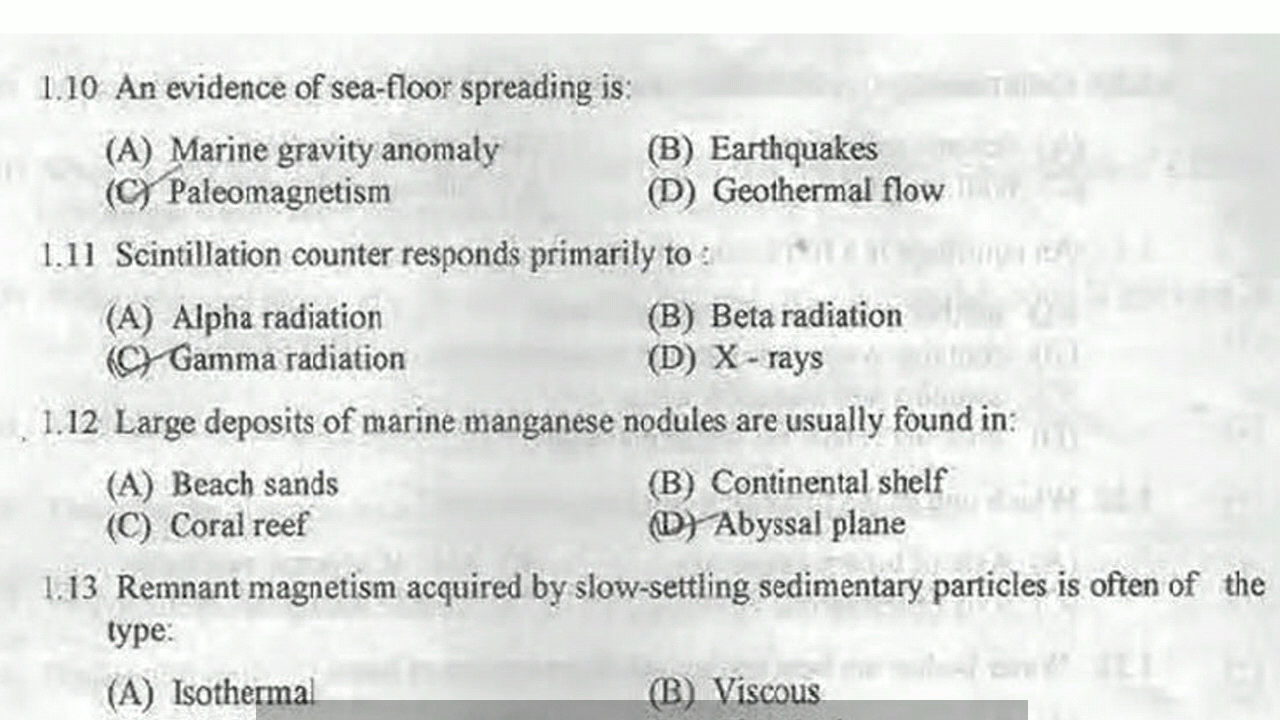 1.10 An evidence of sea-floor spreading is:
(A) Marine gravity anomaly (B) Earthquakes
(C) Paleomagnetism (D) Geothermal flow
1.11 Scintillation counter responds primarily to :
(A) Alpha radiation (B) Beta radiation
(C) Gamma radiation (D) X - rays
1.12 Large deposits of marine manganese nodules are usually found in:
(A) Beach sands (B) Continental shelf
(C) Coral reef (D) Abyssal plane
1.13 Remnant magnetism acquired by slow-settling sedimentary particles is often of the
type:
(A) Isothermal (B) Viscous